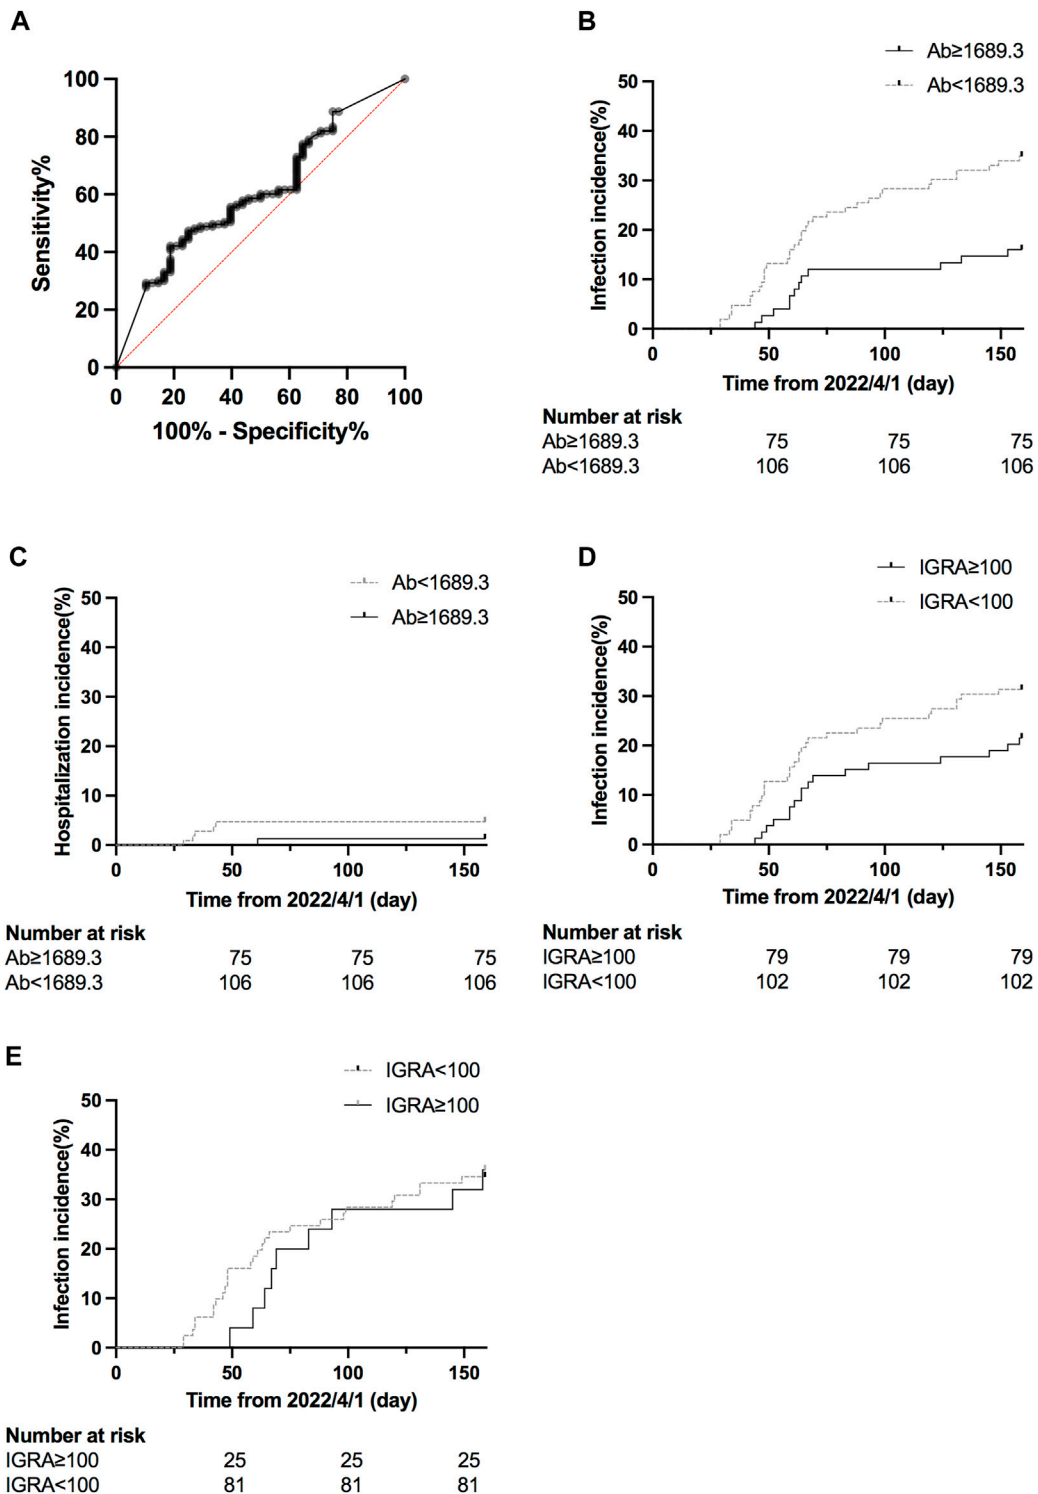 A
100
80
60
40
20
0
0 20 40 60 80 100
Sensitivity%
100% - Specificity%
B
Ab≥1689.3
Ab<1689.3
50
40
30
20
10
0
0 50 100 150
Infection incidence(%)
Time from 2022/4/1 (day)
Number at risk
Ab≥1689.3 75 75 75
Ab<1689.3 106 106 106
C
Ab<1689.3
Ab≥1689.3
50
40
30
20
10
0
0 50 100 150
Hospitalization incidence(%)
Time from 2022/4/1 (day)
Number at risk
Ab≥1689.3 75 75 75
Ab<1689.3 106 106 106
D
IGRA≥100
IGRA<100
50
40
30
20
10
0
0 50 100 150
Infection incidence(%)
Time from 2022/4/1 (day)
Number at risk
IGRA≥100 79 79 79
IGRA<100 102 102 102
E
IGRA<100
IGRA≥100
50
40
30
20
10
0
0 50 100 150
Infection incidence(%)
Time from 2022/4/1 (day)
Number at risk
IGRA≥100 25 25 25
IGRA<100 81 81 81